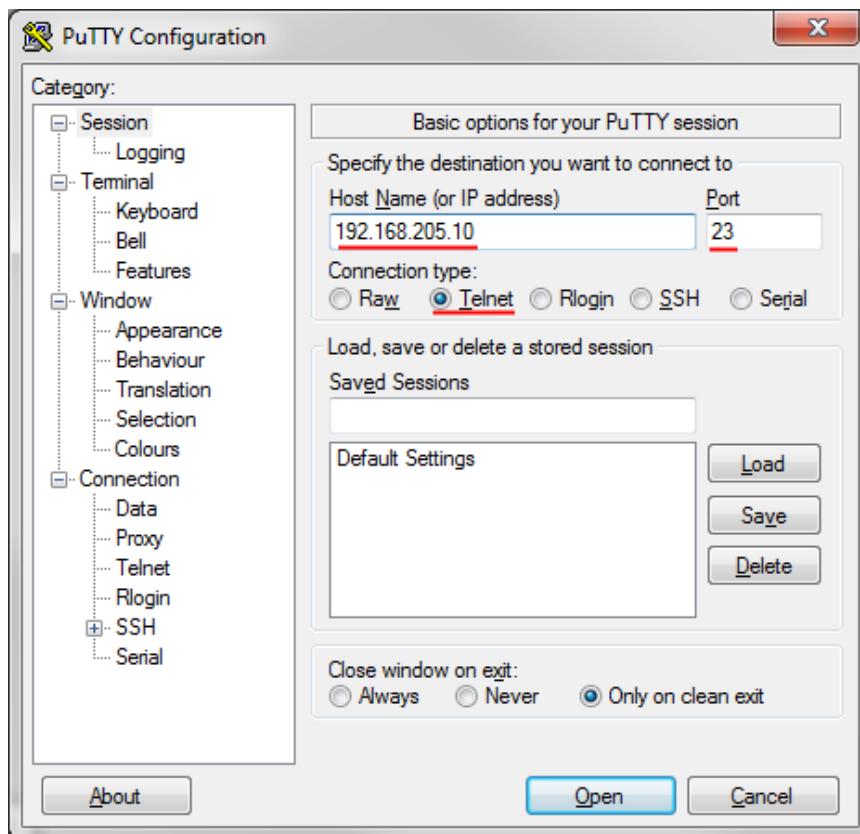 PuTTY Configuration
Category:
Session
Logging
Terminal
Keyboard
Bell
Features
Window
Appearance
Behaviour
Translation
Selection
Colours
Connection
Data
Proxy
Telnet
Rlogin
SSH
Serial
Basic options for your PuTTY session
Specify the destination you want to connect to
Host Name (or IP address) Port
192.168.205.10 23
Connection type:
Raw Telnet Rlogin SSH Serial
Load, save or delete a stored session
Saved Sessions
Default Settings
Load
Save
Delete
Close window on exit:
Always Never Only on clean exit
About Open Cancel